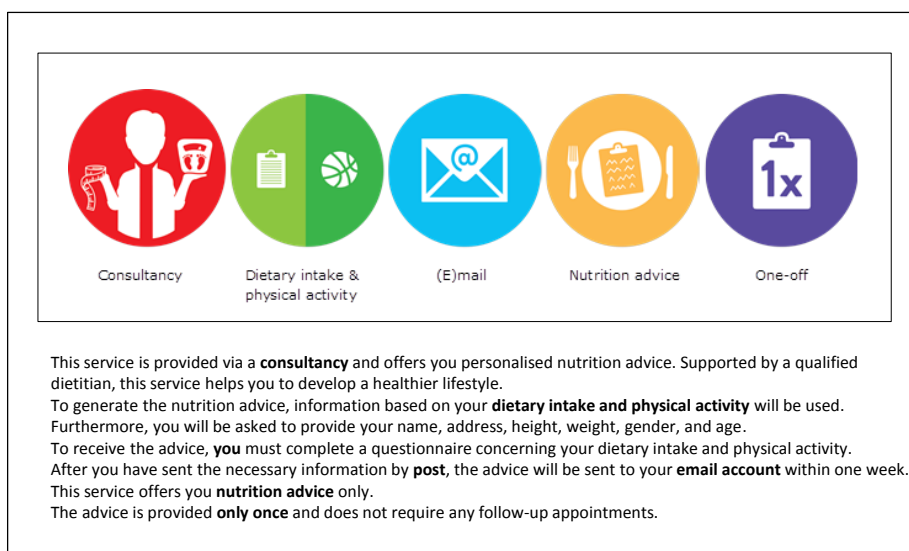 @
1x
Consultancy
Dietary intake &
physical activity
(E)mail
Nutrition advice
One-off
This service is provided via a consultancy and offers you personalised nutrition advice. Supported by a qualified
dietitian, this service helps you to develop a healthier lifestyle.
To generate the nutrition advice, information based on your dietary intake and physical activity will be used.
Furthermore, you will be asked to provide your name, address, height, weight, gender, and age.
To receive the advice, you must complete a questionnaire concerning your dietary intake and physical activity.
After you have sent the necessary information by post, the advice will be sent to your email account within one week.
This service offers you nutrition advice only.
The advice is provided only once and does not require any follow-up appointments.